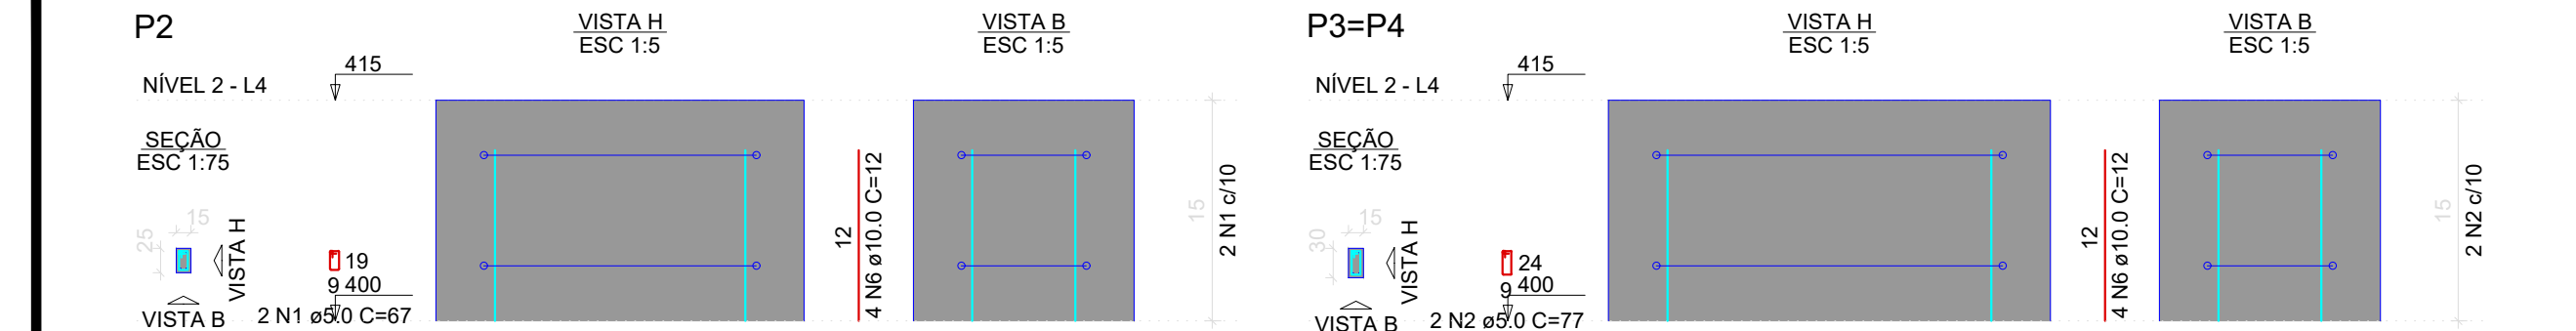 P2
VISTA H
ESC 1:5
VISTA B
ESC 1:5
415
NÍVEL 2 - L4
SEÇÃO
ESC 1:75
15
25
VISTA H
VISTA B
19
9
400
2 N1 ø5.0 C=67
12
4 N6 ø10.0 C=12
15
2 N1 c/10
P3=P4
VISTA H
ESC 1:5
VISTA B
ESC 1:5
415
NÍVEL 2 - L4
SEÇÃO
ESC 1:75
15
30
VISTA H
VISTA B
24
9
400
2 N2 ø5.0 C=77
12
4 N6 ø10.0 C=12
15
2 N2 c/10